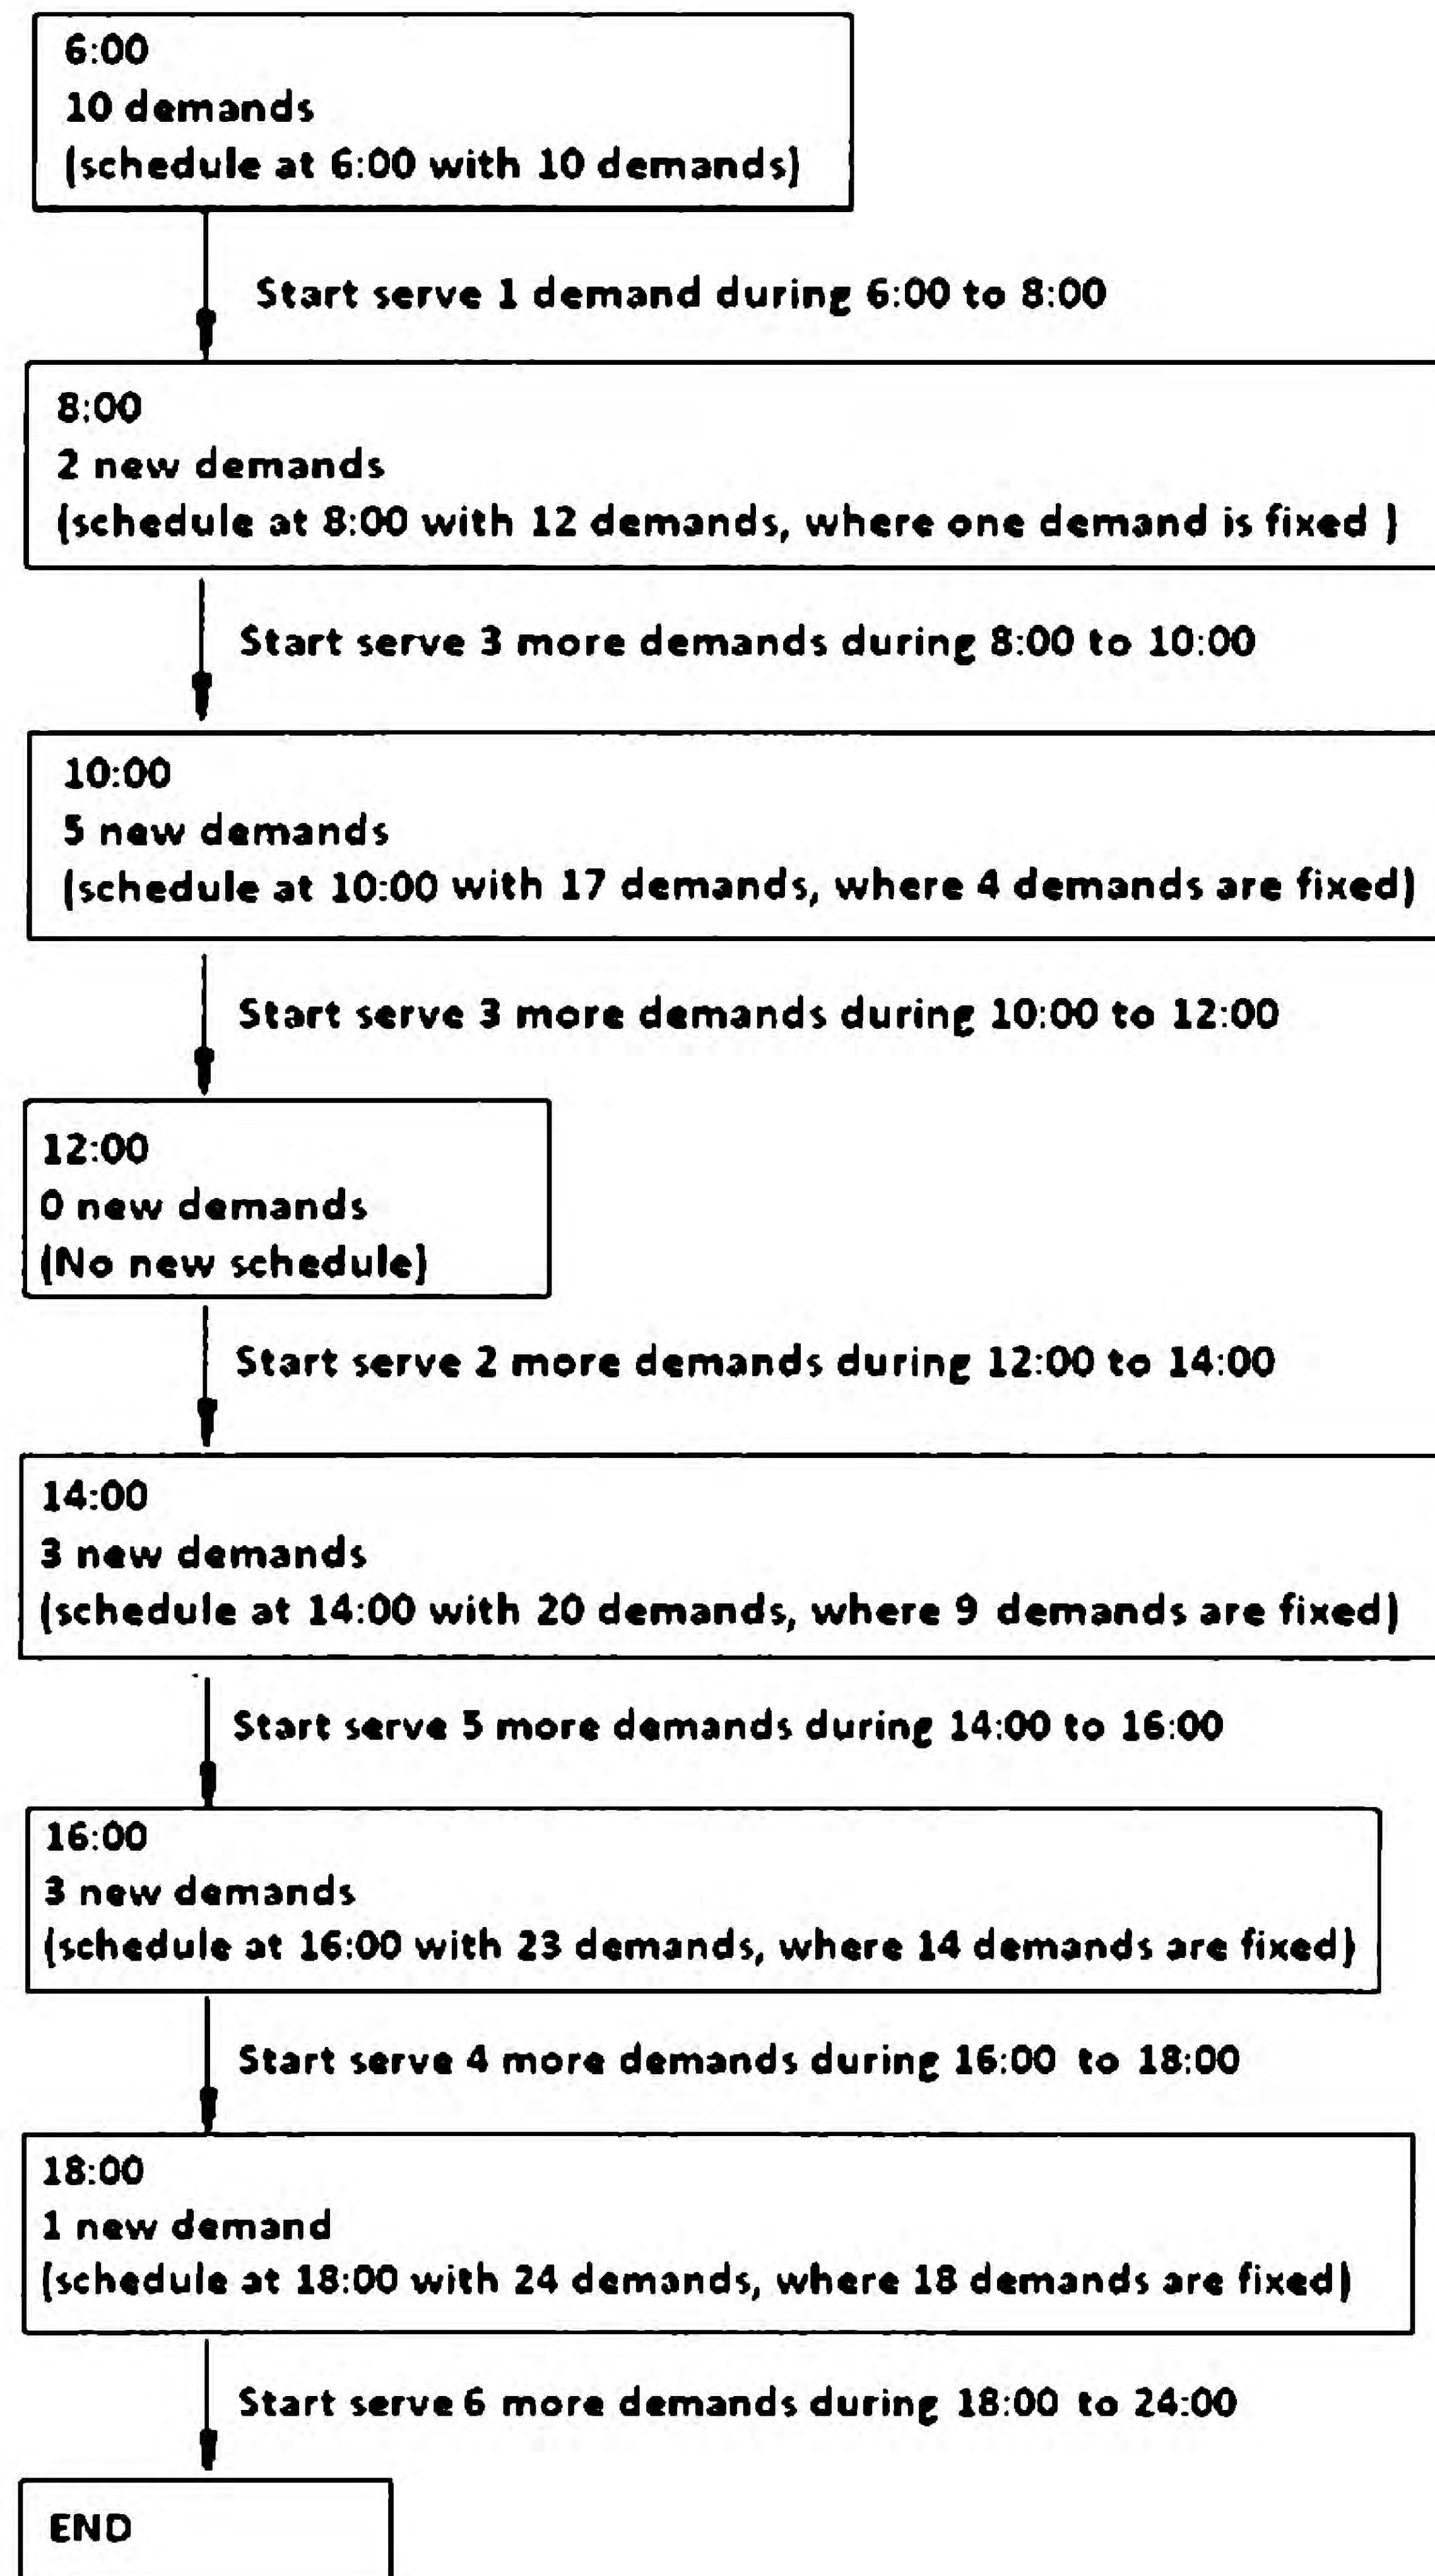 6:00
10 demands
(schedule at 6:00 with 10 demands)
Start serve 1 demand during 6:00 to 8:00
8:00
2 new demands
(schedule at 8:00 with 12 demands, where one demand is fixed )
Start serve 3 more demands during 8:00 to 10:00
10:00
5 new demands
(schedule at 10:00 with 17 demands, where 4 demands are fixed)
Start serve 3 more demands during 10:00 to 12:00
12:00
0 new demands
(No new schedule)
Start serve 2 more demands during 12:00 to 14:00
14:00
3 new demands
(schedule at 14:00 with 20 demands, where 9 demands are fixed)
Start serve 5 more demands during 14:00 to 16:00
16:00
3 new demands
(schedule at 16:00 with 23 demands, where 14 demands are fixed)
Start serve 4 more demands during 16:00 to 18:00
18:00
1 new demand
(schedule at 18:00 with 24 demands, where 18 demands are fixed)
Start serve 6 more demands during 18:00 to 24:00
END